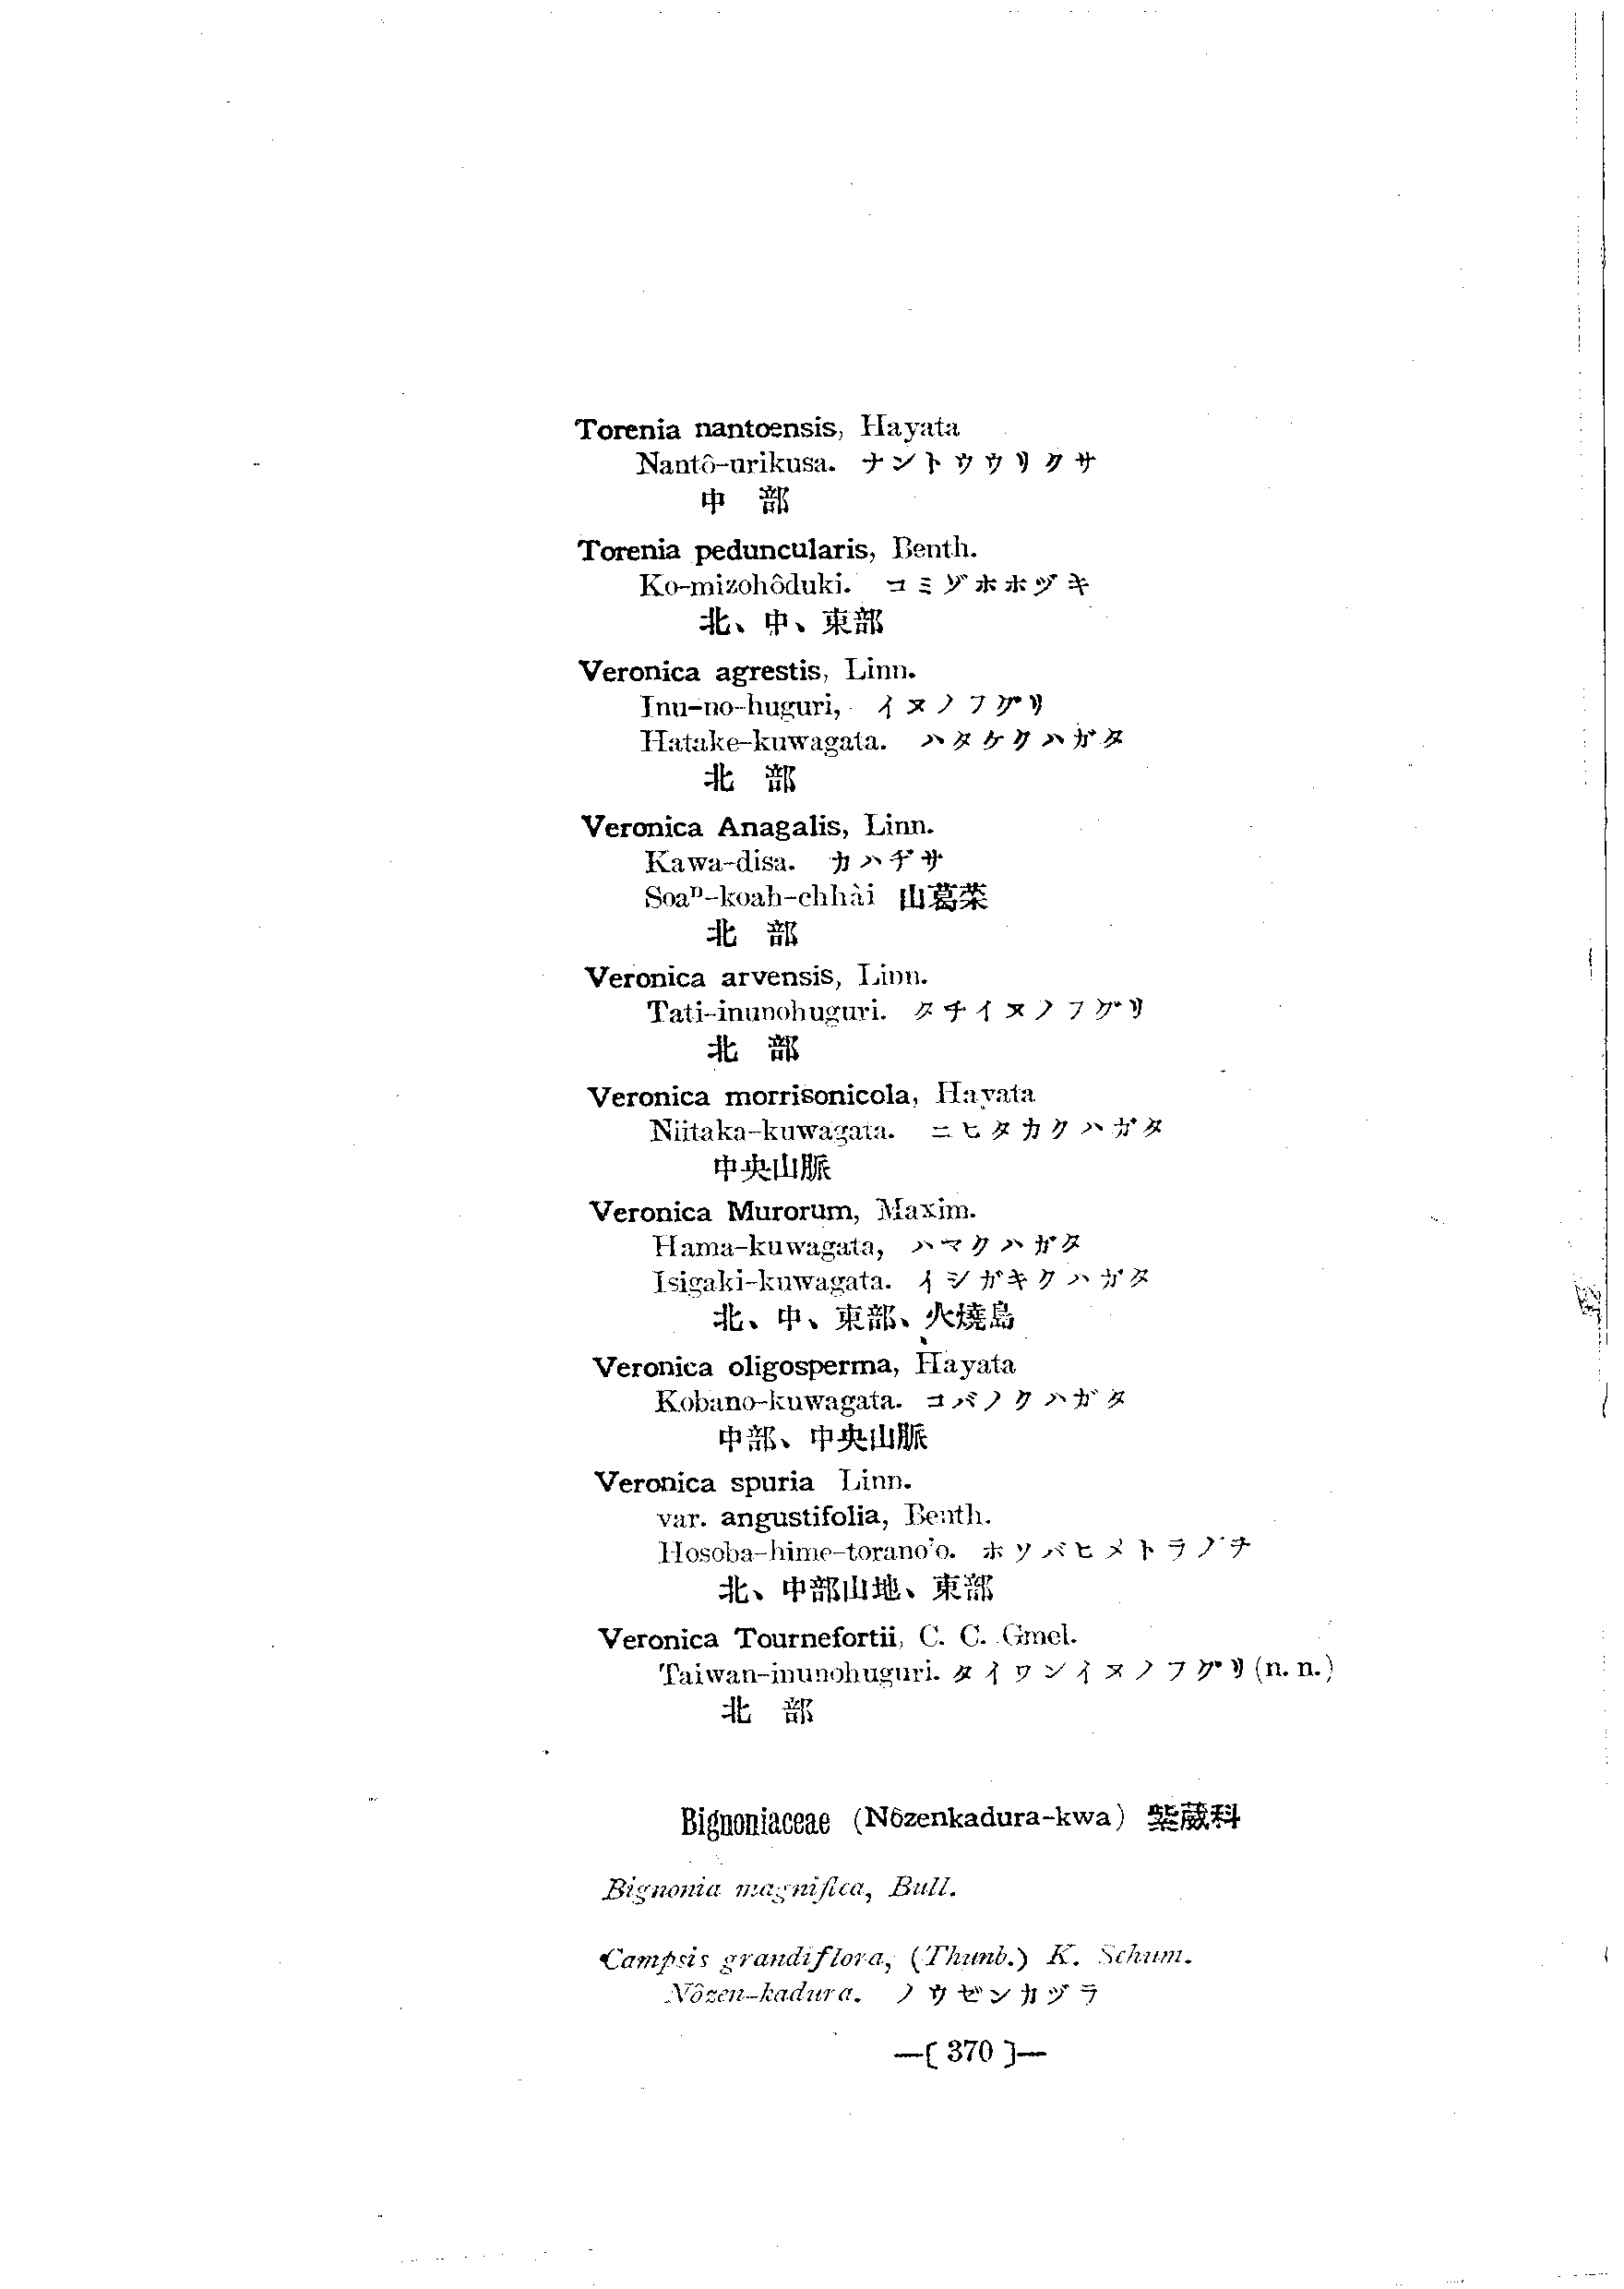 Torenia nantoensis, Hayata
Nantô-urikusa. ナントウウリクサ
中 部
Torenia peduncularis, Benth.
Ko-mizohôduki. コミゾホホヅキ
北、中、東部
Veronica agrestis, Linn.
Inu-no-huguri, イヌノフグリ
Hatake-kuwagata. ハタケクハガタ
北 部
Veronica Anagalis, Linn.
Kawa-disa. カハヂサ
Soaⁿ-koah-chhài 山葛菜
北 部
Veronica arvensis, Linn.
Tati-inunohuguri. タチイヌノフグリ
北 部
Veronica morrisonicola, Hayata
Niitaka-kuwagata. ニヒタカクハガタ
中央山脈
Veronica Murorum, Maxim.
Hama-kuwagata, ハマクハガタ
Isigaki-kuwagata. イシガキクハガタ
北、中、東部、火燒島
Veronica oligosperma, Hayata
Kobano-kuwagata. コバノクハガタ
中部、中央山脈
Veronica spuria Linn.
var. angustifolia, Benth.
Hosoba-hime-torano'o. ホソバヒメトラノヲ
北、中部山地、東部
Veronica Tournefortii, C. C. Gmel.
Taiwan-inunohuguri. タイワンイヌノフグリ (n. n.)
北 部
Bignoniaceae (Nôzenkadura-kwa) 紫葳科
Bignonia magnifica, Bull.
Campsis grandiflora, (Thunb.) K. Schum.
Nôzen-kadura. ノウゼンカヅラ
—[ 370 ]—